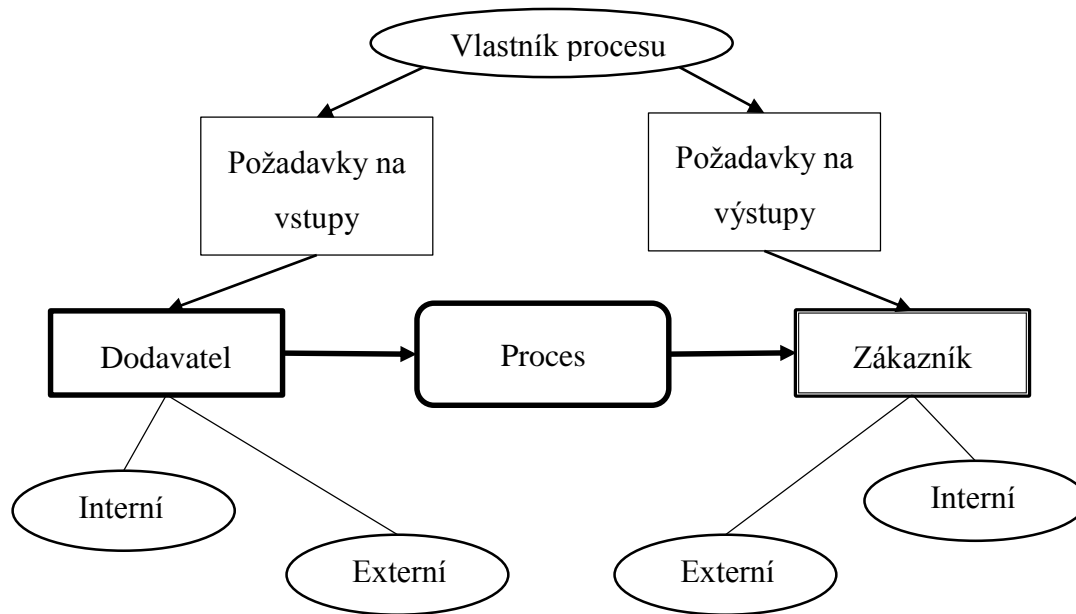 Vlastník procesu
Požadavky na
vstupy
Požadavky na
výstupy
Dodavatel
Proces
Zákazník
Interní
Externí
Externí
Interní